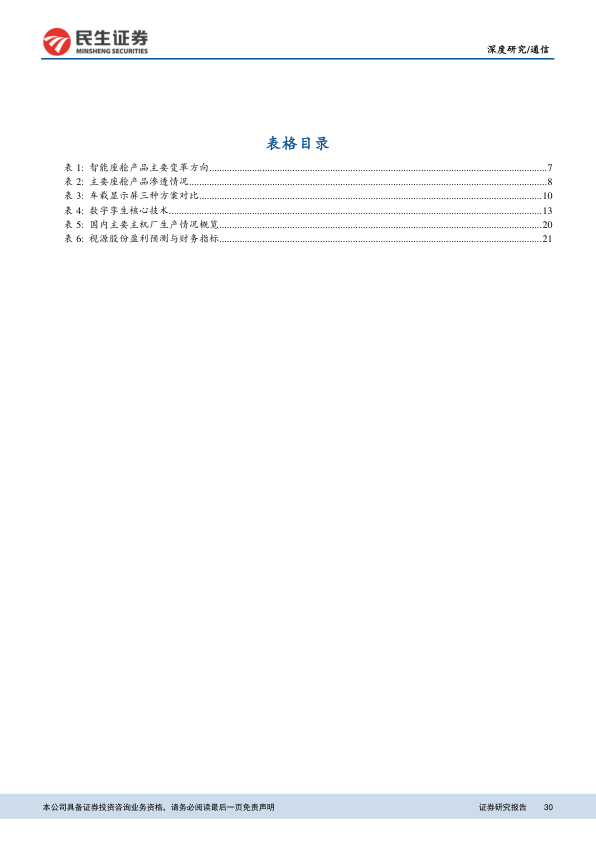 民生证券
MINSHENG SECURITIES
深度研究/通信
表格目录
表 1: 智能座舱产品主要变革方向....................7
表 2: 主要座舱产品渗透情况....................8
表 3: 车载显示屏三种方案对比....................10
表 4: 数字孪生核心技术....................13
表 5: 国内主要主机厂生产情况概览....................20
表 6: 视源股份盈利预测与财务指标....................21
本公司具备证券投资咨询业务资格，请务必阅读最后一页免责声明 证券研究报告 30